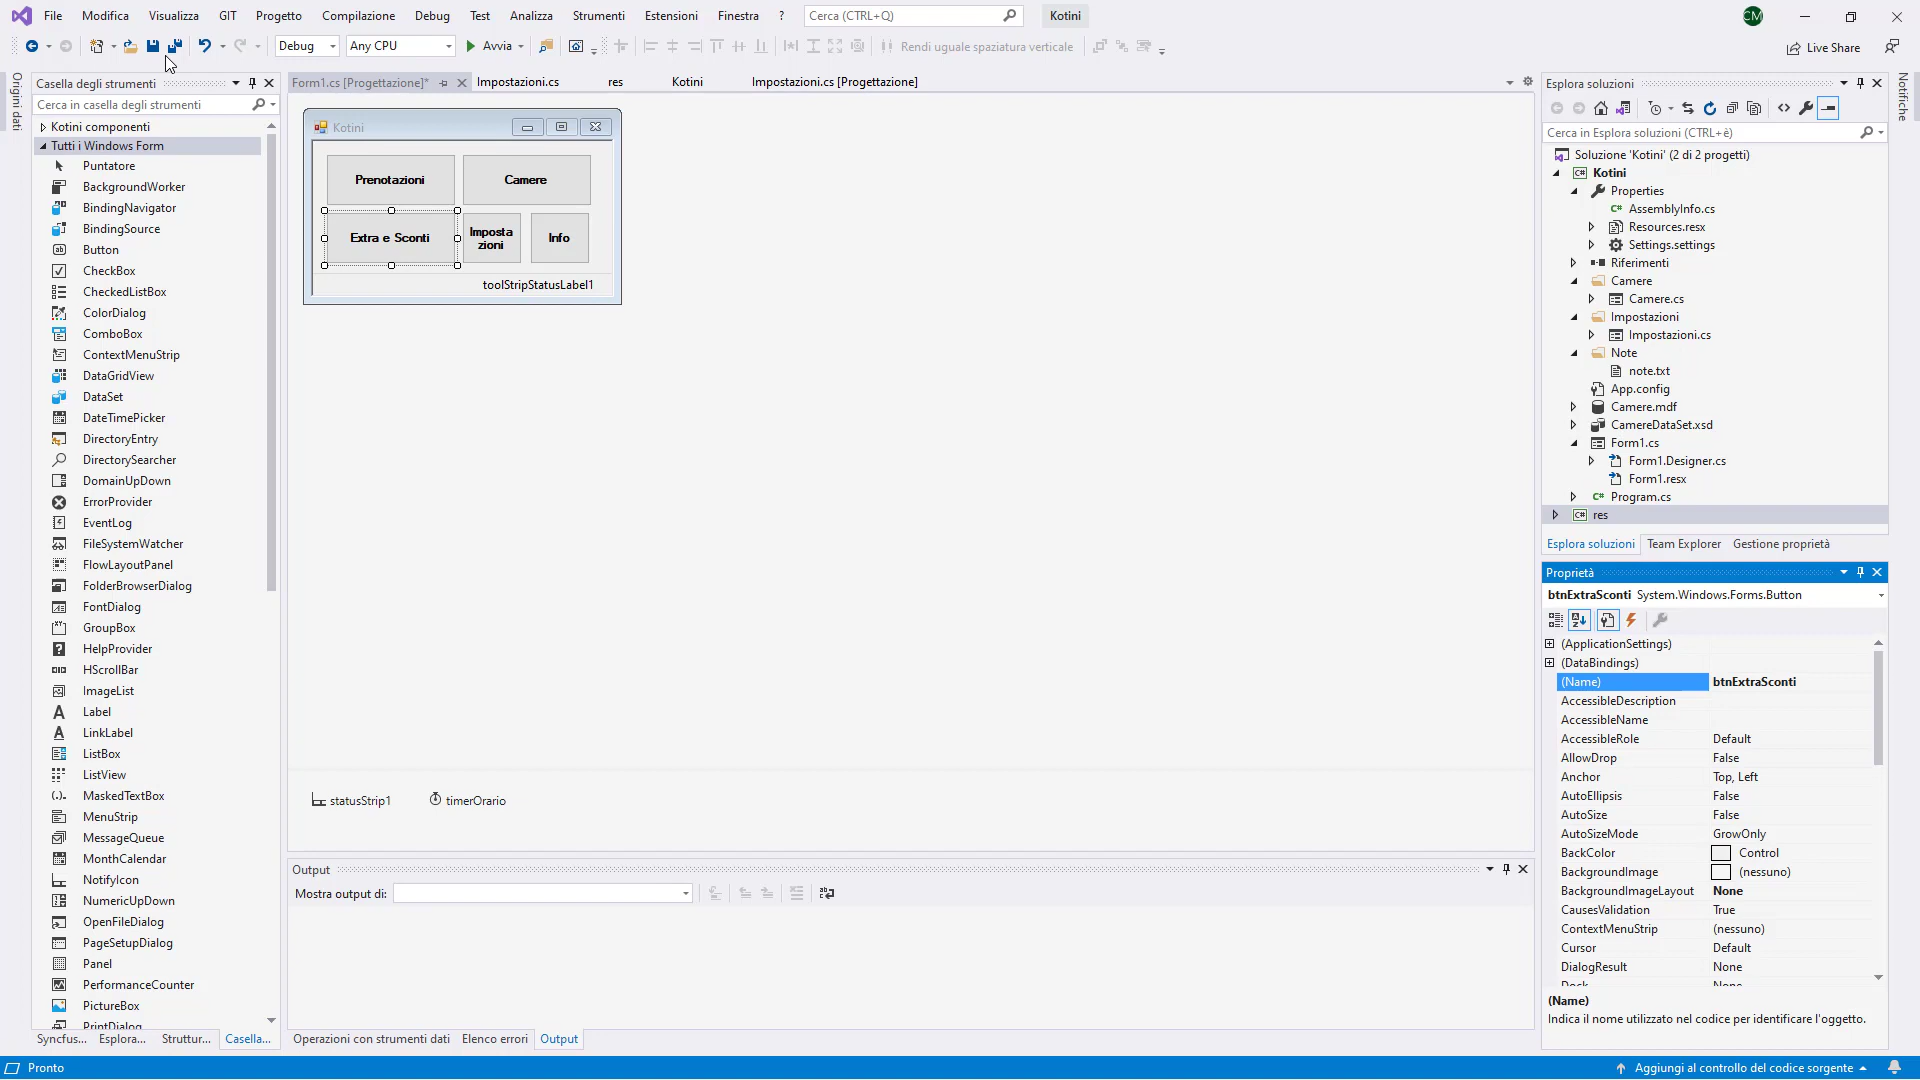 File Modifica Visualizza GIT Progetto Compilazione Debug Test Analizza Strumenti Estensioni Finestra ? Cerca (CTRL+Q) Kotini CM
Debug Any CPU Avvia Rendi uguale spaziatura verticale Live Share
Origini dati
Casella degli strumenti
Cerca in casella degli strumenti
Kotini componenti
Tutti i Windows Form
Puntatore
BackgroundWorker
BindingNavigator
BindingSource
Button
CheckBox
CheckedListBox
ColorDialog
ComboBox
ContextMenuStrip
DataGridView
DataSet
DateTimePicker
DirectoryEntry
DirectorySearcher
DomainUpDown
ErrorProvider
EventLog
FileSystemWatcher
FlowLayoutPanel
FolderBrowserDialog
FontDialog
GroupBox
HelpProvider
HScrollBar
ImageList
Label
LinkLabel
ListBox
ListView
MaskedTextBox
MenuStrip
MessageQueue
MonthCalendar
NotifyIcon
NumericUpDown
OpenFileDialog
PageSetupDialog
Panel
PerformanceCounter
PictureBox
PrintDialog
Syncfus... Esplora... Struttur... Casella...
Form1.cs [Progettazione]* Impostazioni.cs res Kotini Impostazioni.cs [Progettazione]
Kotini
Prenotazioni Camere
Extra e Sconti
Imposta
zioni
Info
toolStripStatusLabel1
statusStrip1 timerOrario
Output
Mostra output di:
Operazioni con strumenti dati Elenco errori Output
Esplora soluzioni
Cerca in Esplora soluzioni (CTRL+è)
Soluzione 'Kotini' (2 di 2 progetti)
Kotini
Properties
AssemblyInfo.cs
Resources.resx
Settings.settings
Riferimenti
Camere
Camere.cs
Impostazioni
Impostazioni.cs
Note
note.txt
App.config
Camere.mdf
CamereDataSet.xsd
Form1.cs
Form1.Designer.cs
Form1.resx
Program.cs
res
Esplora soluzioni Team Explorer Gestione proprietà
Notifiche
Proprietà
btnExtraSconti System.Windows.Forms.Button
(ApplicationSettings)
(DataBindings)
(Name) btnExtraSconti
AccessibleDescription
AccessibleName
AccessibleRole Default
AllowDrop False
Anchor Top, Left
AutoEllipsis False
AutoSize False
AutoSizeMode GrowOnly
BackColor Control
BackgroundImage (nessuno)
BackgroundImageLayout None
CausesValidation True
ContextMenuStrip (nessuno)
Cursor Default
DialogResult None
Dock None
(Name)
Indica il nome utilizzato nel codice per identificare l'oggetto.
Pronto Aggiungi al controllo del codice sorgente